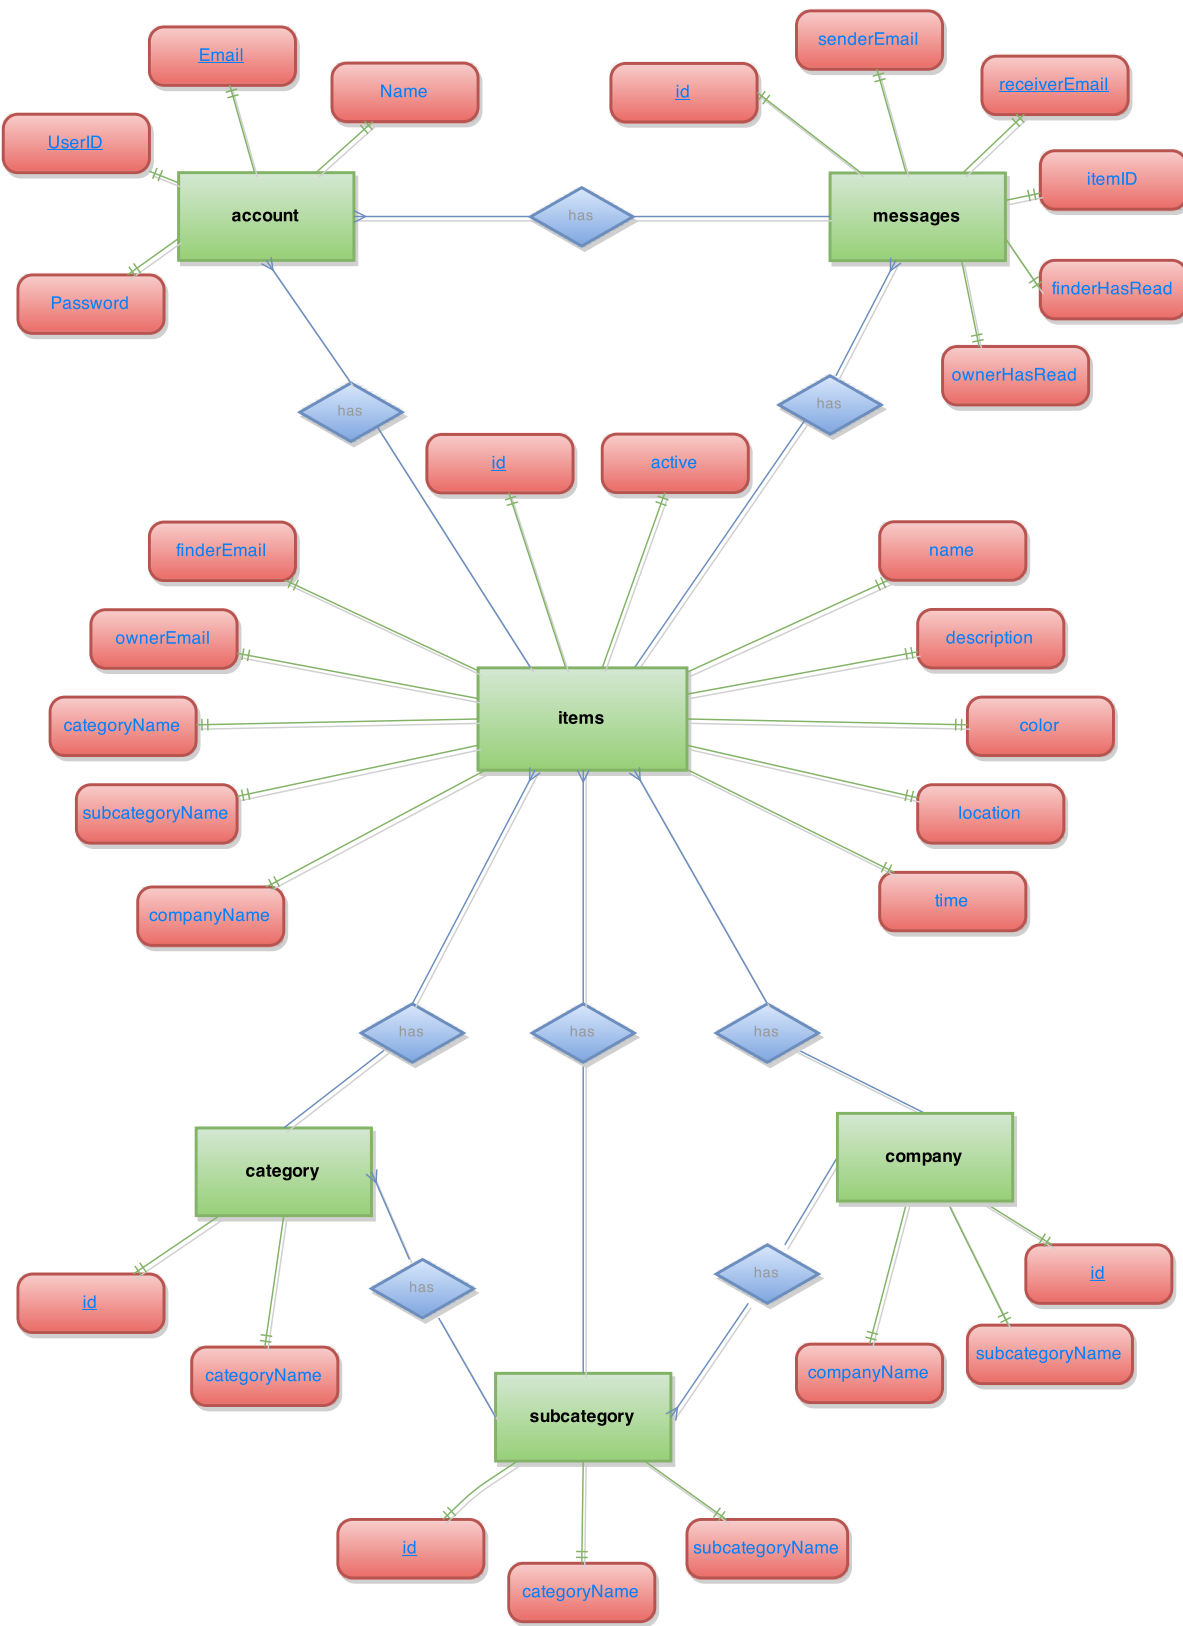 senderEmail
Email
receiverEmail
Name
id
UserID
itemID
account
has
messages
finderHasRead
Password
ownerHasRead
has
has
id
active
finderEmail
name
ownerEmail
description
items
categoryName
color
subcategoryName
location
time
companyName
has
has
has
company
category
has
id
has
id
subcategoryName
companyName
categoryName
subcategory
id
subcategoryName
categoryName